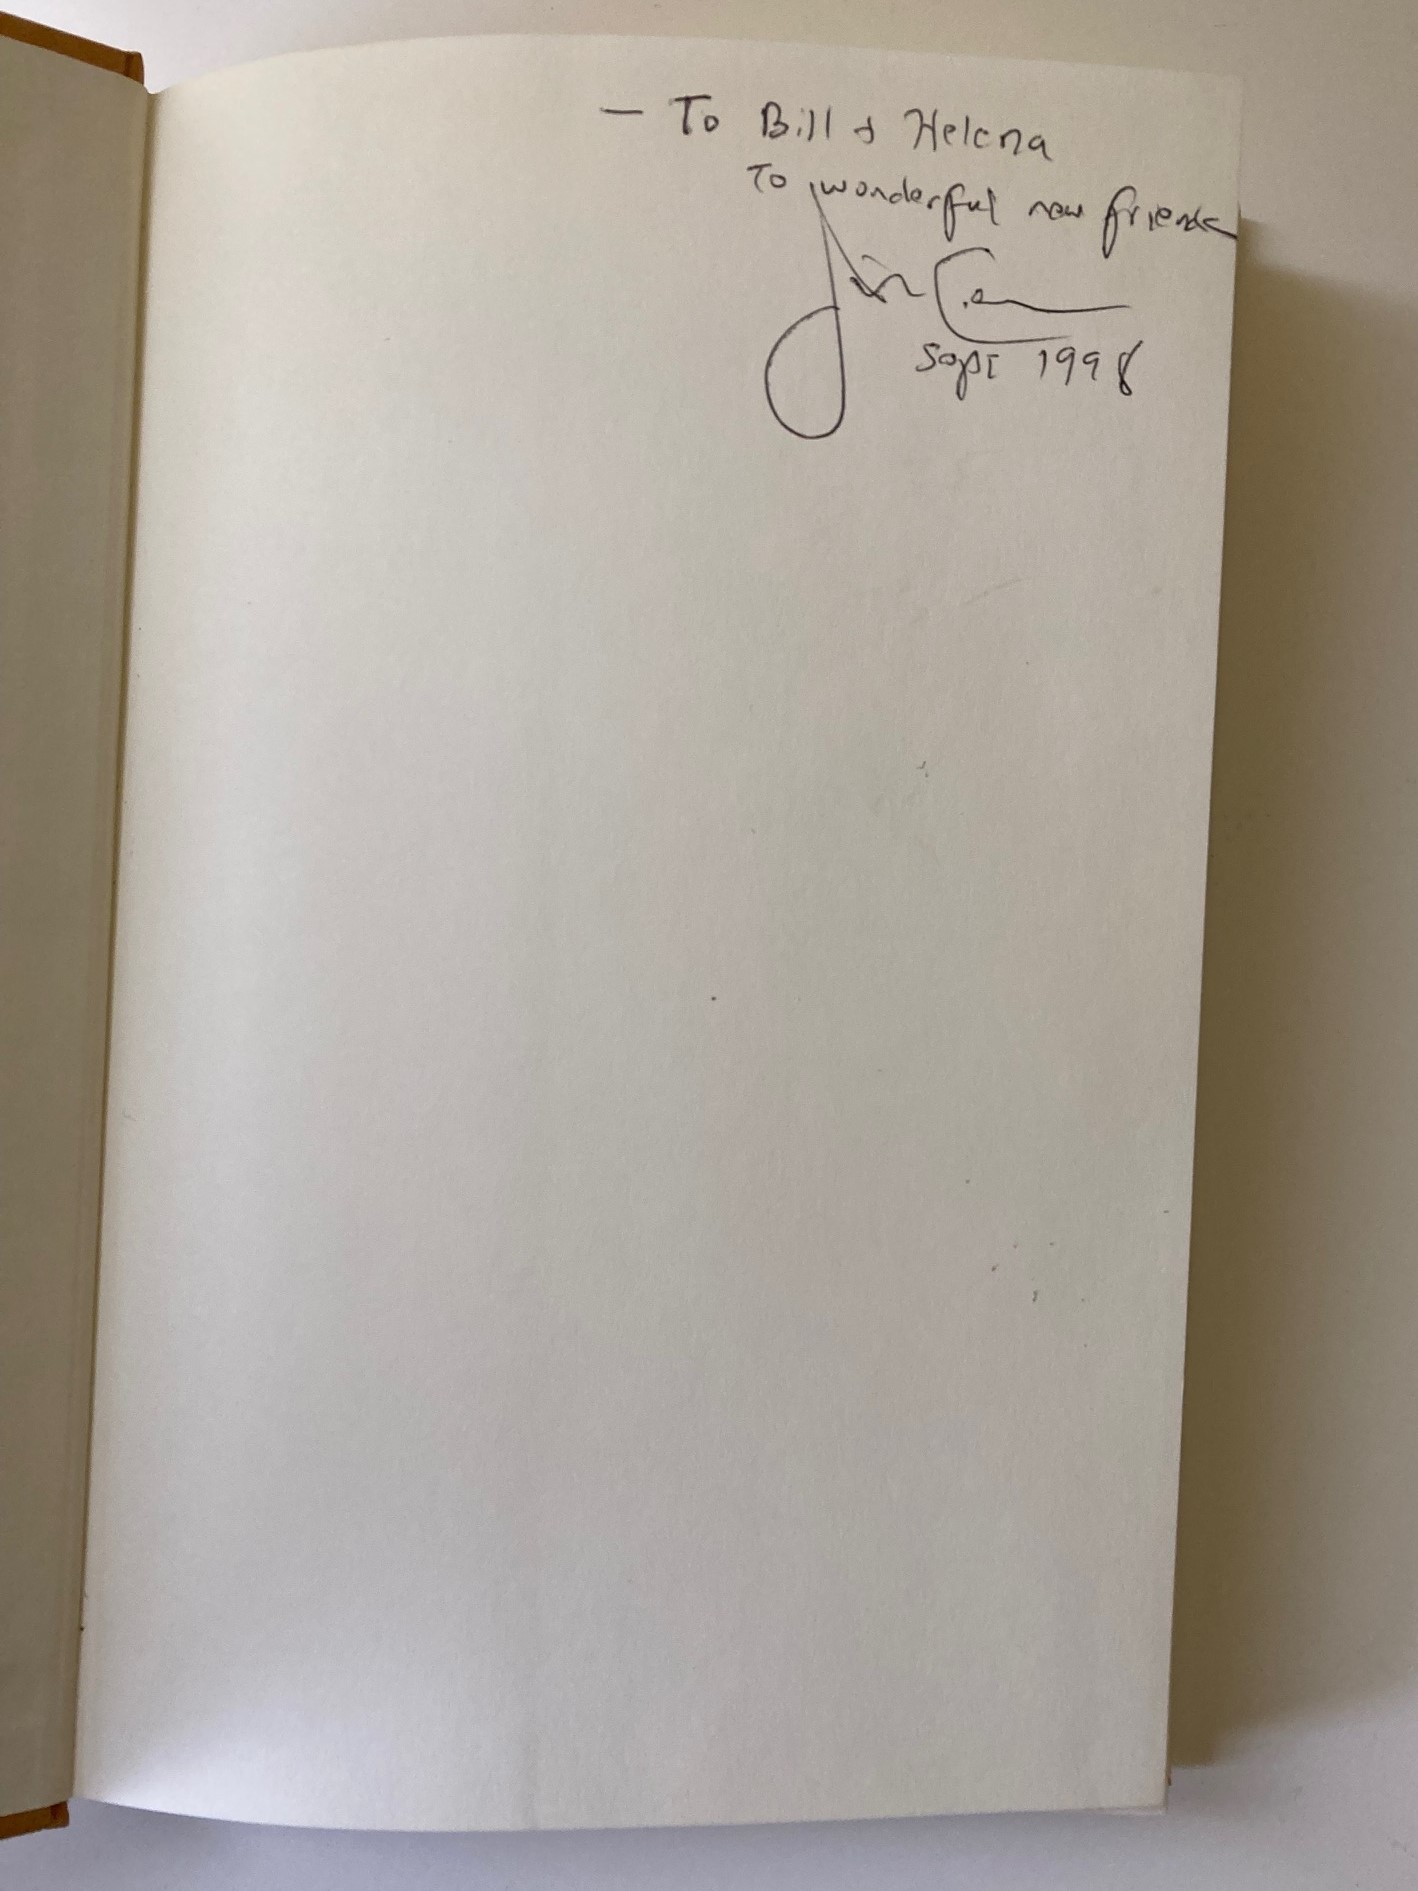 — To Bill & Helena
To wonderful new friends
Sept 1998